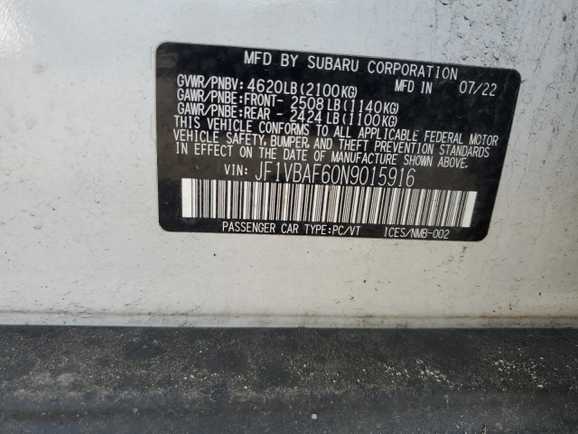 MFD BY SUBARU CORPORATION
GVWR/PNBV: 4620LB(2100KG) MFD IN 07/22
GAWR/PNBE:FRONT- 2508LB(1140KG)
GAWR/PNBE:REAR - 2424LB(1100KG)
THIS VEHICLE CONFORMS TO ALL APPLICABLE FEDERAL MOTOR
VEHICLE SAFETY, BUMPER, AND THEFT PREVENTION STANDARDS
IN EFFECT ON THE DATE OF MANUFACTURE SHOWN ABOVE.
VIN: JF1VBAF60N9015916
PASSENGER CAR TYPE:PC/VT ICES/NMB-002